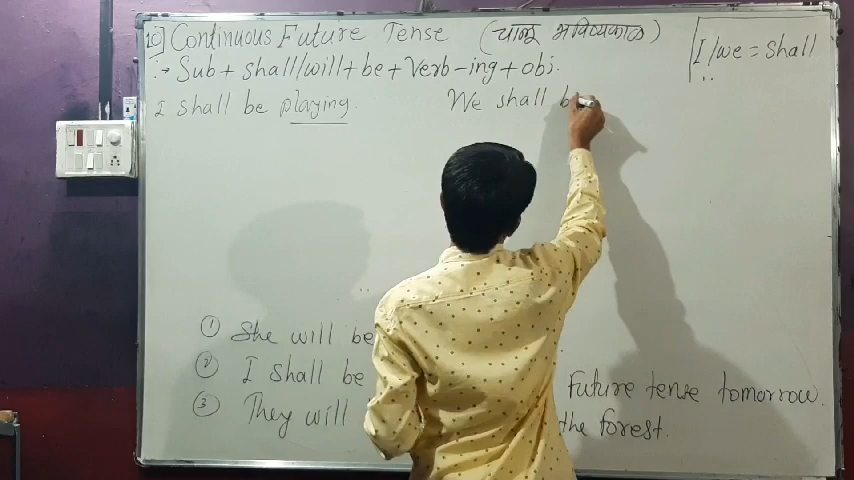 10] Continuous Future Tense (चालू भविष्यकाळ)
I/we = Shall
:→ Sub + shall/will + be + Verb-ing + obj.
I shall be playing. We shall b
① She will be
② I shall be Future tense tomorrow.
③ They will the forest.